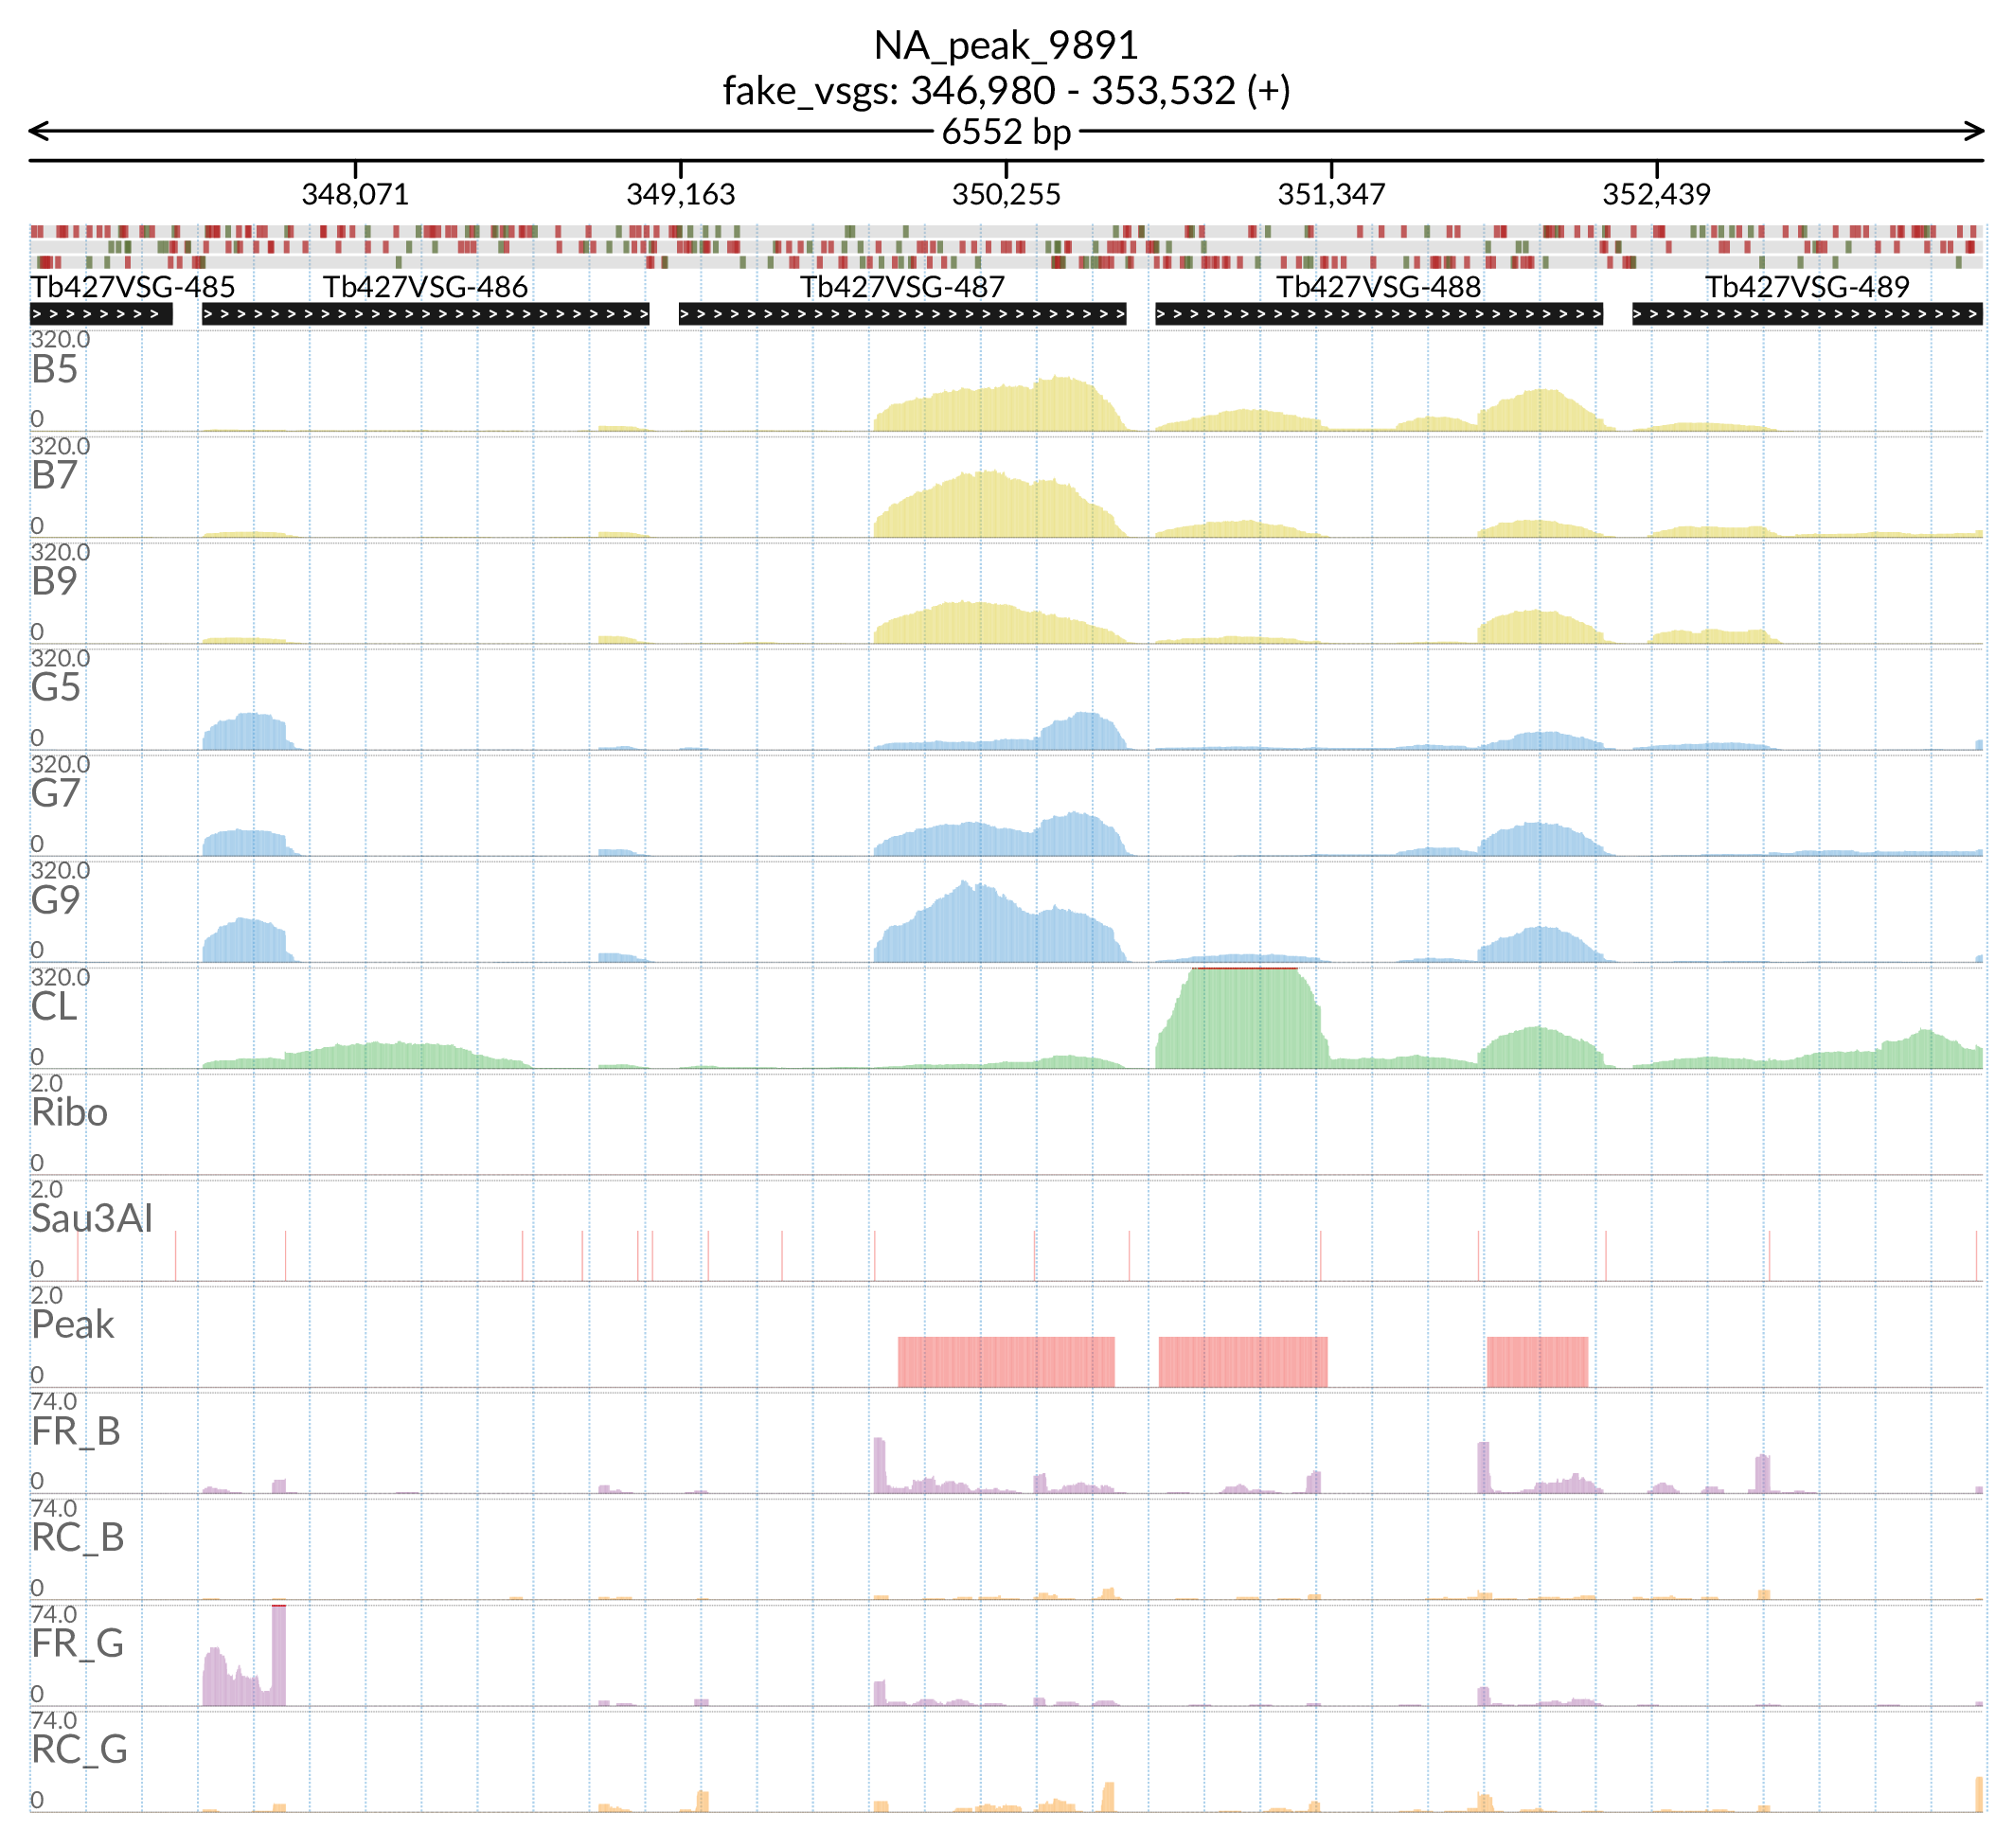 NA_peak_9891
fake_vsgs: 346,980 - 353,532 (+)
6552 bp
348,071 349,163 350,255 351,347 352,439
Tb427VSG-485 Tb427VSG-486 Tb427VSG-487 Tb427VSG-488 Tb427VSG-489
320.0
B5
0
320.0
B7
0
320.0
B9
0
320.0
G5
0
320.0
G7
0
320.0
G9
0
320.0
CL
0
2.0
Ribo
0
2.0
Sau3AI
0
2.0
Peak
0
74.0
FR_B
0
74.0
RC_B
0
74.0
FR_G
0
74.0
RC_G
0